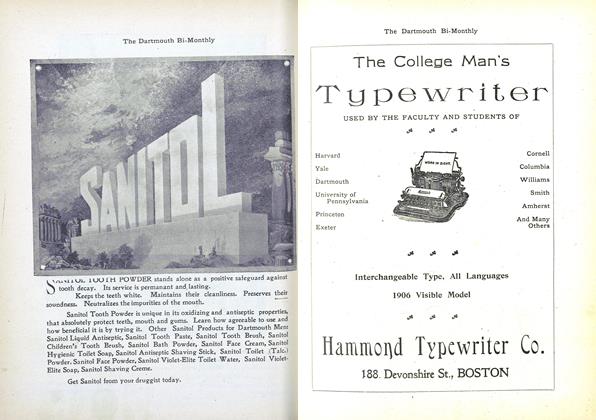 The Dartmouth Bi-Monthly
SANITOL
SANITOL TOOTH POWDER stands alone as a positive safeguard against
tooth decay. Its service is permanant and lasting.
Keeps the teeth white. Maintains their cleanliness. Preserves their
soundness. Neutralizes the impurities of the mouth.
Sanitol Tooth Powder is unique in its oxidizing and antiseptic properties,
that absolutely protect teeth, mouth and gums. Learn how agreeable to use and
how beneficial it is by trying it. Other Sanitol Products for Dartmouth Men:
Sanitol Liquid Antiseptic, Sanitol Tooth Paste, Sanitol Tooth Brush, Sanitol
Children's Tooth Brush, Sanitol Bath Powder, Sanitol Face Cream, Sanitol
Hygienic Toilet Soap, Sanitol Antiseptic Shaving Stick, Sanitol Toilet (Talc.)
Powder, Sanitol Face Powder, Sanitol Violet-Elite Toilet Water, Sanitol Violet-
Elite Soap, Sanitol Shaving Creme.
Get Sanitol from your druggist today.
The Dartmouth Bi-Monthly
The College Man's
Typewriter
USED BY THE FACULTY AND STUDENTS OF
Harvard
Yale
Dartmouth
University of
Pennsylvania
Princeton
Exeter
WORK IN SIGHT
Cornell
Columbia
Williams
Smith
Amherst
And Many
Others
Interchangeable Type, All Languages
1906 Visible Model
Hammond Typewriter Co.
188 Devonshire St., BOSTON